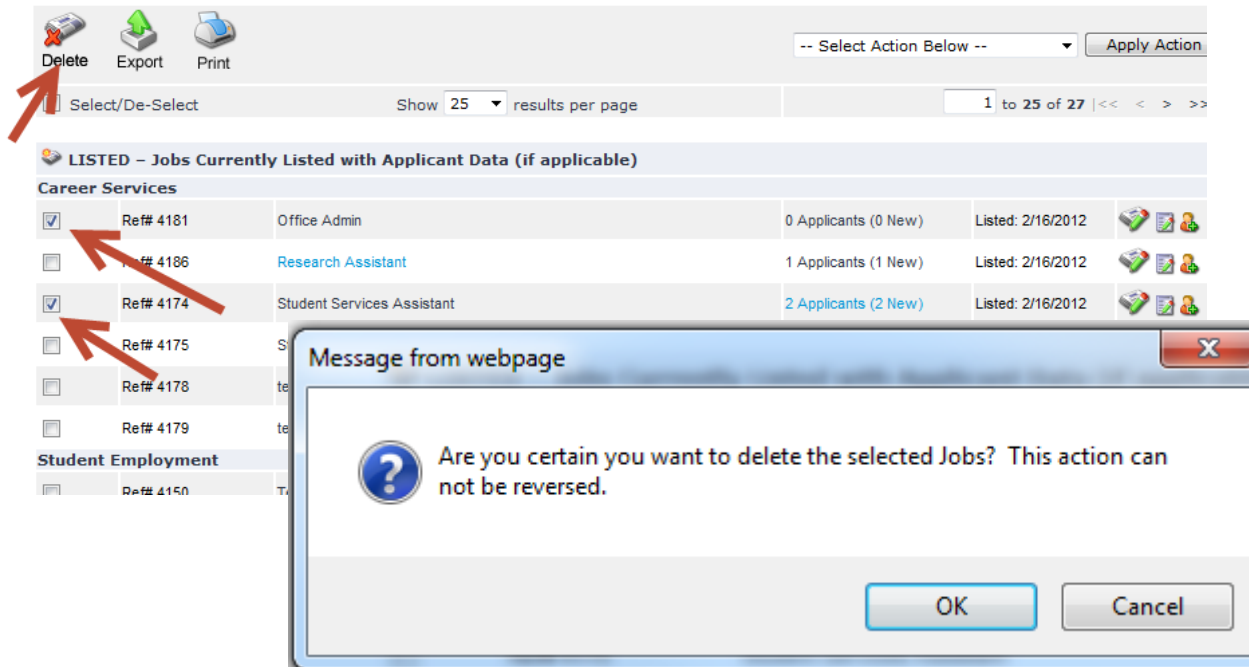 Delete Export Print
-- Select Action Below -- Apply Action
Select/De-Select Show 25 results per page 1 to 25 of 27 |<< < > >>
LISTED – Jobs Currently Listed with Applicant Data (if applicable)
Career Services
Ref# 4181 Office Admin 0 Applicants (0 New) Listed: 2/16/2012
Ref# 4186 Research Assistant 1 Applicants (1 New) Listed: 2/16/2012
Ref# 4174 Student Services Assistant 2 Applicants (2 New) Listed: 2/16/2012
Ref# 4175
Ref# 4178 te
Ref# 4179 te
Student Employment
Ref# 4150
Message from webpage
Are you certain you want to delete the selected Jobs? This action can
not be reversed.
OK Cancel